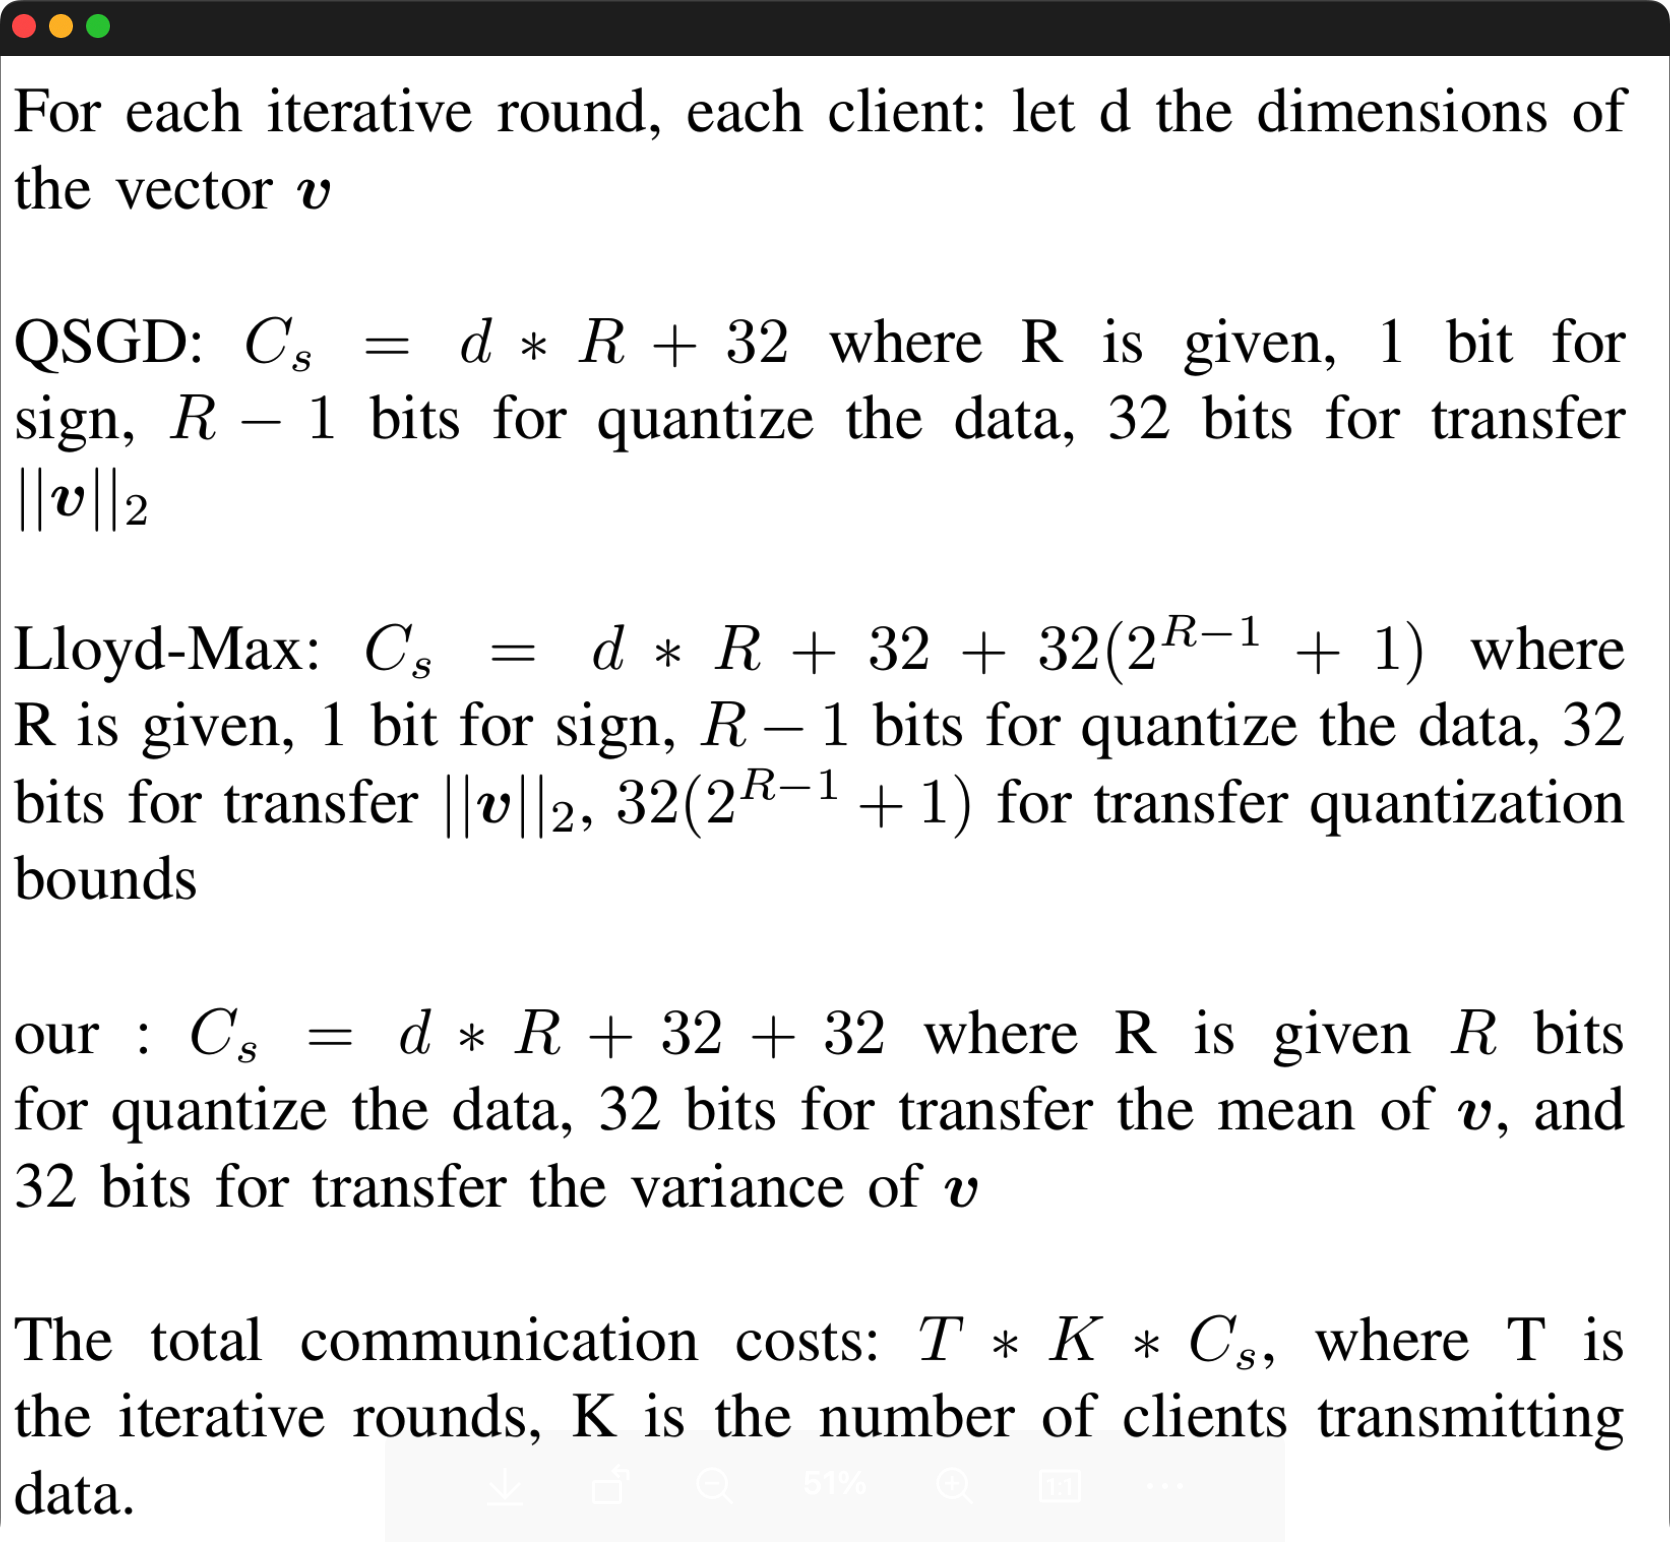 For each iterative round, each client: let d the dimensions of
the vector v
QSGD: C_s = d ∗ R + 32 where R is given, 1 bit for
sign, R − 1 bits for quantize the data, 32 bits for transfer
||v||_2
Lloyd-Max: C_s = d ∗ R + 32 + 32(2^{R−1} + 1) where
R is given, 1 bit for sign, R − 1 bits for quantize the data, 32
bits for transfer ||v||_2, 32(2^{R−1} + 1) for transfer quantization
bounds
our : C_s = d ∗ R + 32 + 32 where R is given R bits
for quantize the data, 32 bits for transfer the mean of v, and
32 bits for transfer the variance of v
The total communication costs: T ∗ K ∗ C_s, where T is
the iterative rounds, K is the number of clients transmitting
data.
51%
1:1